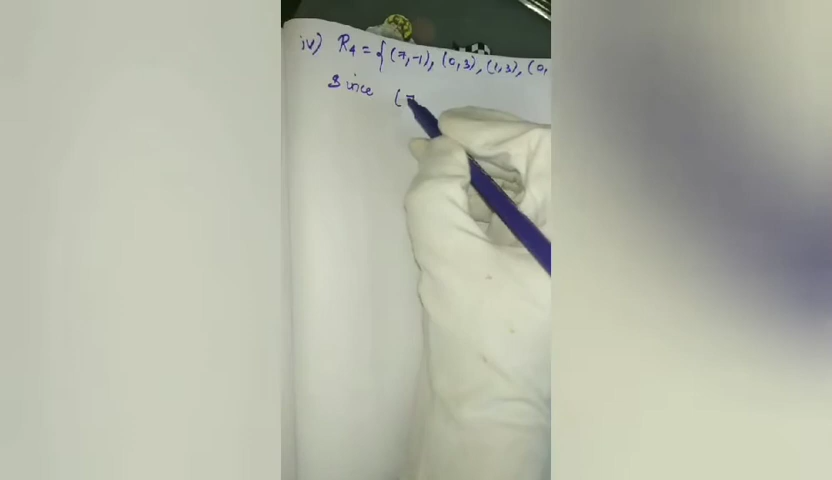 iv) R4 = {(7,-1), (0,3), (1,3), (0,
Since (7